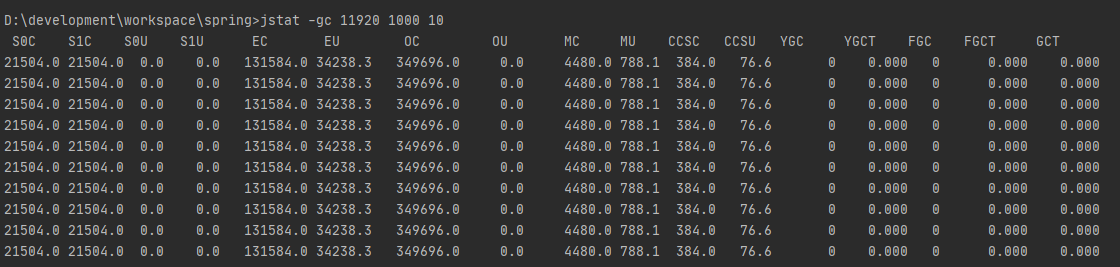 D:\development\workspace\spring>jstat -gc 11920 1000 10
S0C S1C S0U S1U EC EU OC OU MC MU CCSC CCSU YGC YGCT FGC FGCT GCT
21504.0 21504.0 0.0 0.0 131584.0 34238.3 349696.0 0.0 4480.0 788.1 384.0 76.6 0 0.000 0 0.000 0.000
21504.0 21504.0 0.0 0.0 131584.0 34238.3 349696.0 0.0 4480.0 788.1 384.0 76.6 0 0.000 0 0.000 0.000
21504.0 21504.0 0.0 0.0 131584.0 34238.3 349696.0 0.0 4480.0 788.1 384.0 76.6 0 0.000 0 0.000 0.000
21504.0 21504.0 0.0 0.0 131584.0 34238.3 349696.0 0.0 4480.0 788.1 384.0 76.6 0 0.000 0 0.000 0.000
21504.0 21504.0 0.0 0.0 131584.0 34238.3 349696.0 0.0 4480.0 788.1 384.0 76.6 0 0.000 0 0.000 0.000
21504.0 21504.0 0.0 0.0 131584.0 34238.3 349696.0 0.0 4480.0 788.1 384.0 76.6 0 0.000 0 0.000 0.000
21504.0 21504.0 0.0 0.0 131584.0 34238.3 349696.0 0.0 4480.0 788.1 384.0 76.6 0 0.000 0 0.000 0.000
21504.0 21504.0 0.0 0.0 131584.0 34238.3 349696.0 0.0 4480.0 788.1 384.0 76.6 0 0.000 0 0.000 0.000
21504.0 21504.0 0.0 0.0 131584.0 34238.3 349696.0 0.0 4480.0 788.1 384.0 76.6 0 0.000 0 0.000 0.000
21504.0 21504.0 0.0 0.0 131584.0 34238.3 349696.0 0.0 4480.0 788.1 384.0 76.6 0 0.000 0 0.000 0.000